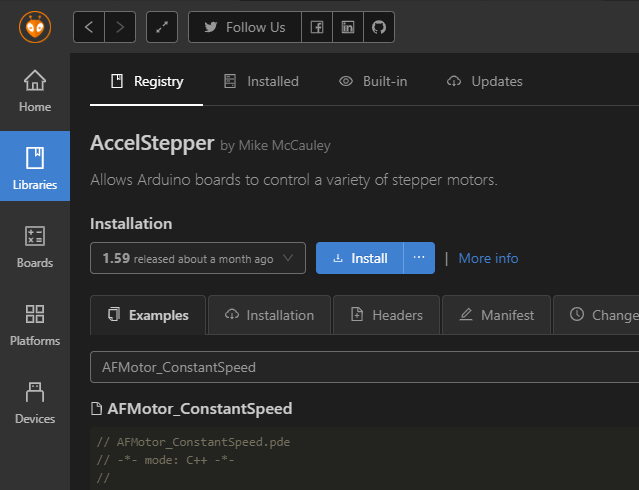 Follow Us
Registry
Installed
Built-in
Updates
Home
AccelStepper by Mike McCauley
Libraries
Allows Arduino boards to control a variety of stepper motors.
Installation
Boards
1.59 released about a month ago
Install
···
|
More info
Examples
Installation
Headers
Manifest
Change
Platforms
AFMotor_ConstantSpeed
Devices
AFMotor_ConstantSpeed
// AFMotor_ConstantSpeed.pde
// -*- mode: C++ -*-
//